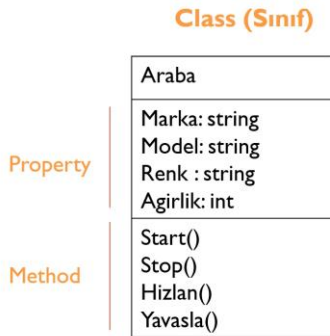 Class (Sınıf)
Araba
Property
Marka: string
Model: string
Renk : string
Agirlik: int
Method
Start()
Stop()
Hizlan()
Yavasla()